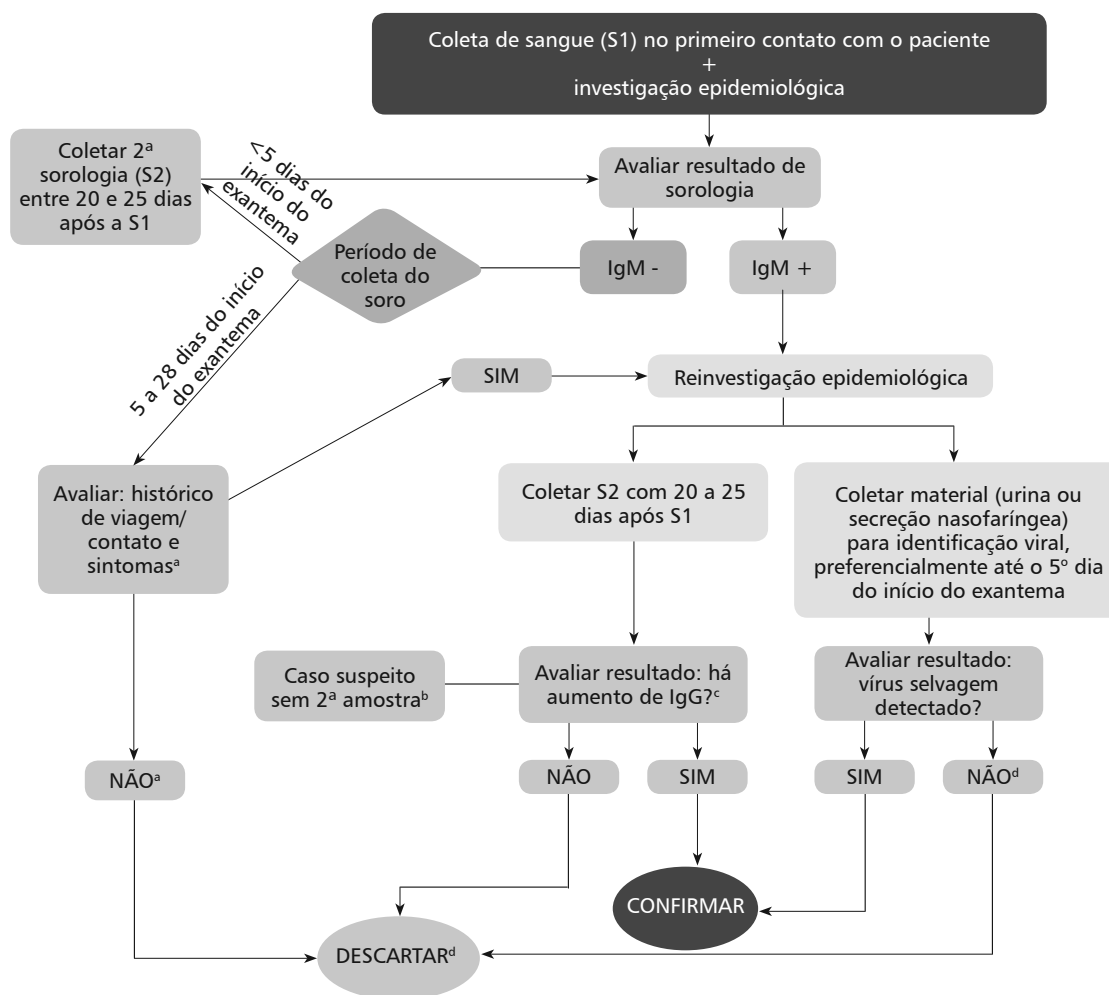 Coleta de sangue (S1) no primeiro contato com o paciente
+
investigação epidemiológica
Coletar 2ª
sorologia (S2)
entre 20 e 25 dias
após a S1
<5 dias do
início do
exantema
Avaliar resultado de
sorologia
Período de
coleta do
soro
IgM -
IgM +
5 a 28 dias do início
do exantema
SIM
Reinvestigação epidemiológica
Avaliar: histórico
de viagem/
contato e
sintomasᵃ
Coletar S2 com 20 a 25
dias após S1
Coletar material (urina ou
secreção nasofaríngea)
para identificação viral,
preferencialmente até o 5º dia
do início do exantema
Caso suspeito
sem 2ª amostraᵇ
Avaliar resultado: há
aumento de IgG?ᶜ
Avaliar resultado:
vírus selvagem
detectado?
NÃOᵃ
NÃO
SIM
SIM
NÃOᵈ
CONFIRMAR
DESCARTARᵈ